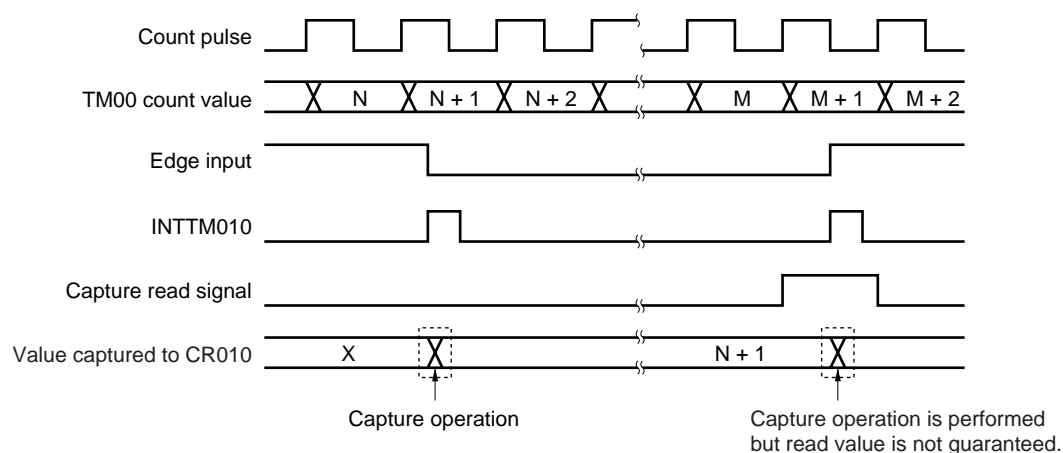 Count pulse
TM00 count value N N + 1 N + 2 M M + 1 M + 2
Edge input
INTTM010
Capture read signal
Value captured to CR010 X N + 1
Capture operation
Capture operation is performed
but read value is not guaranteed.